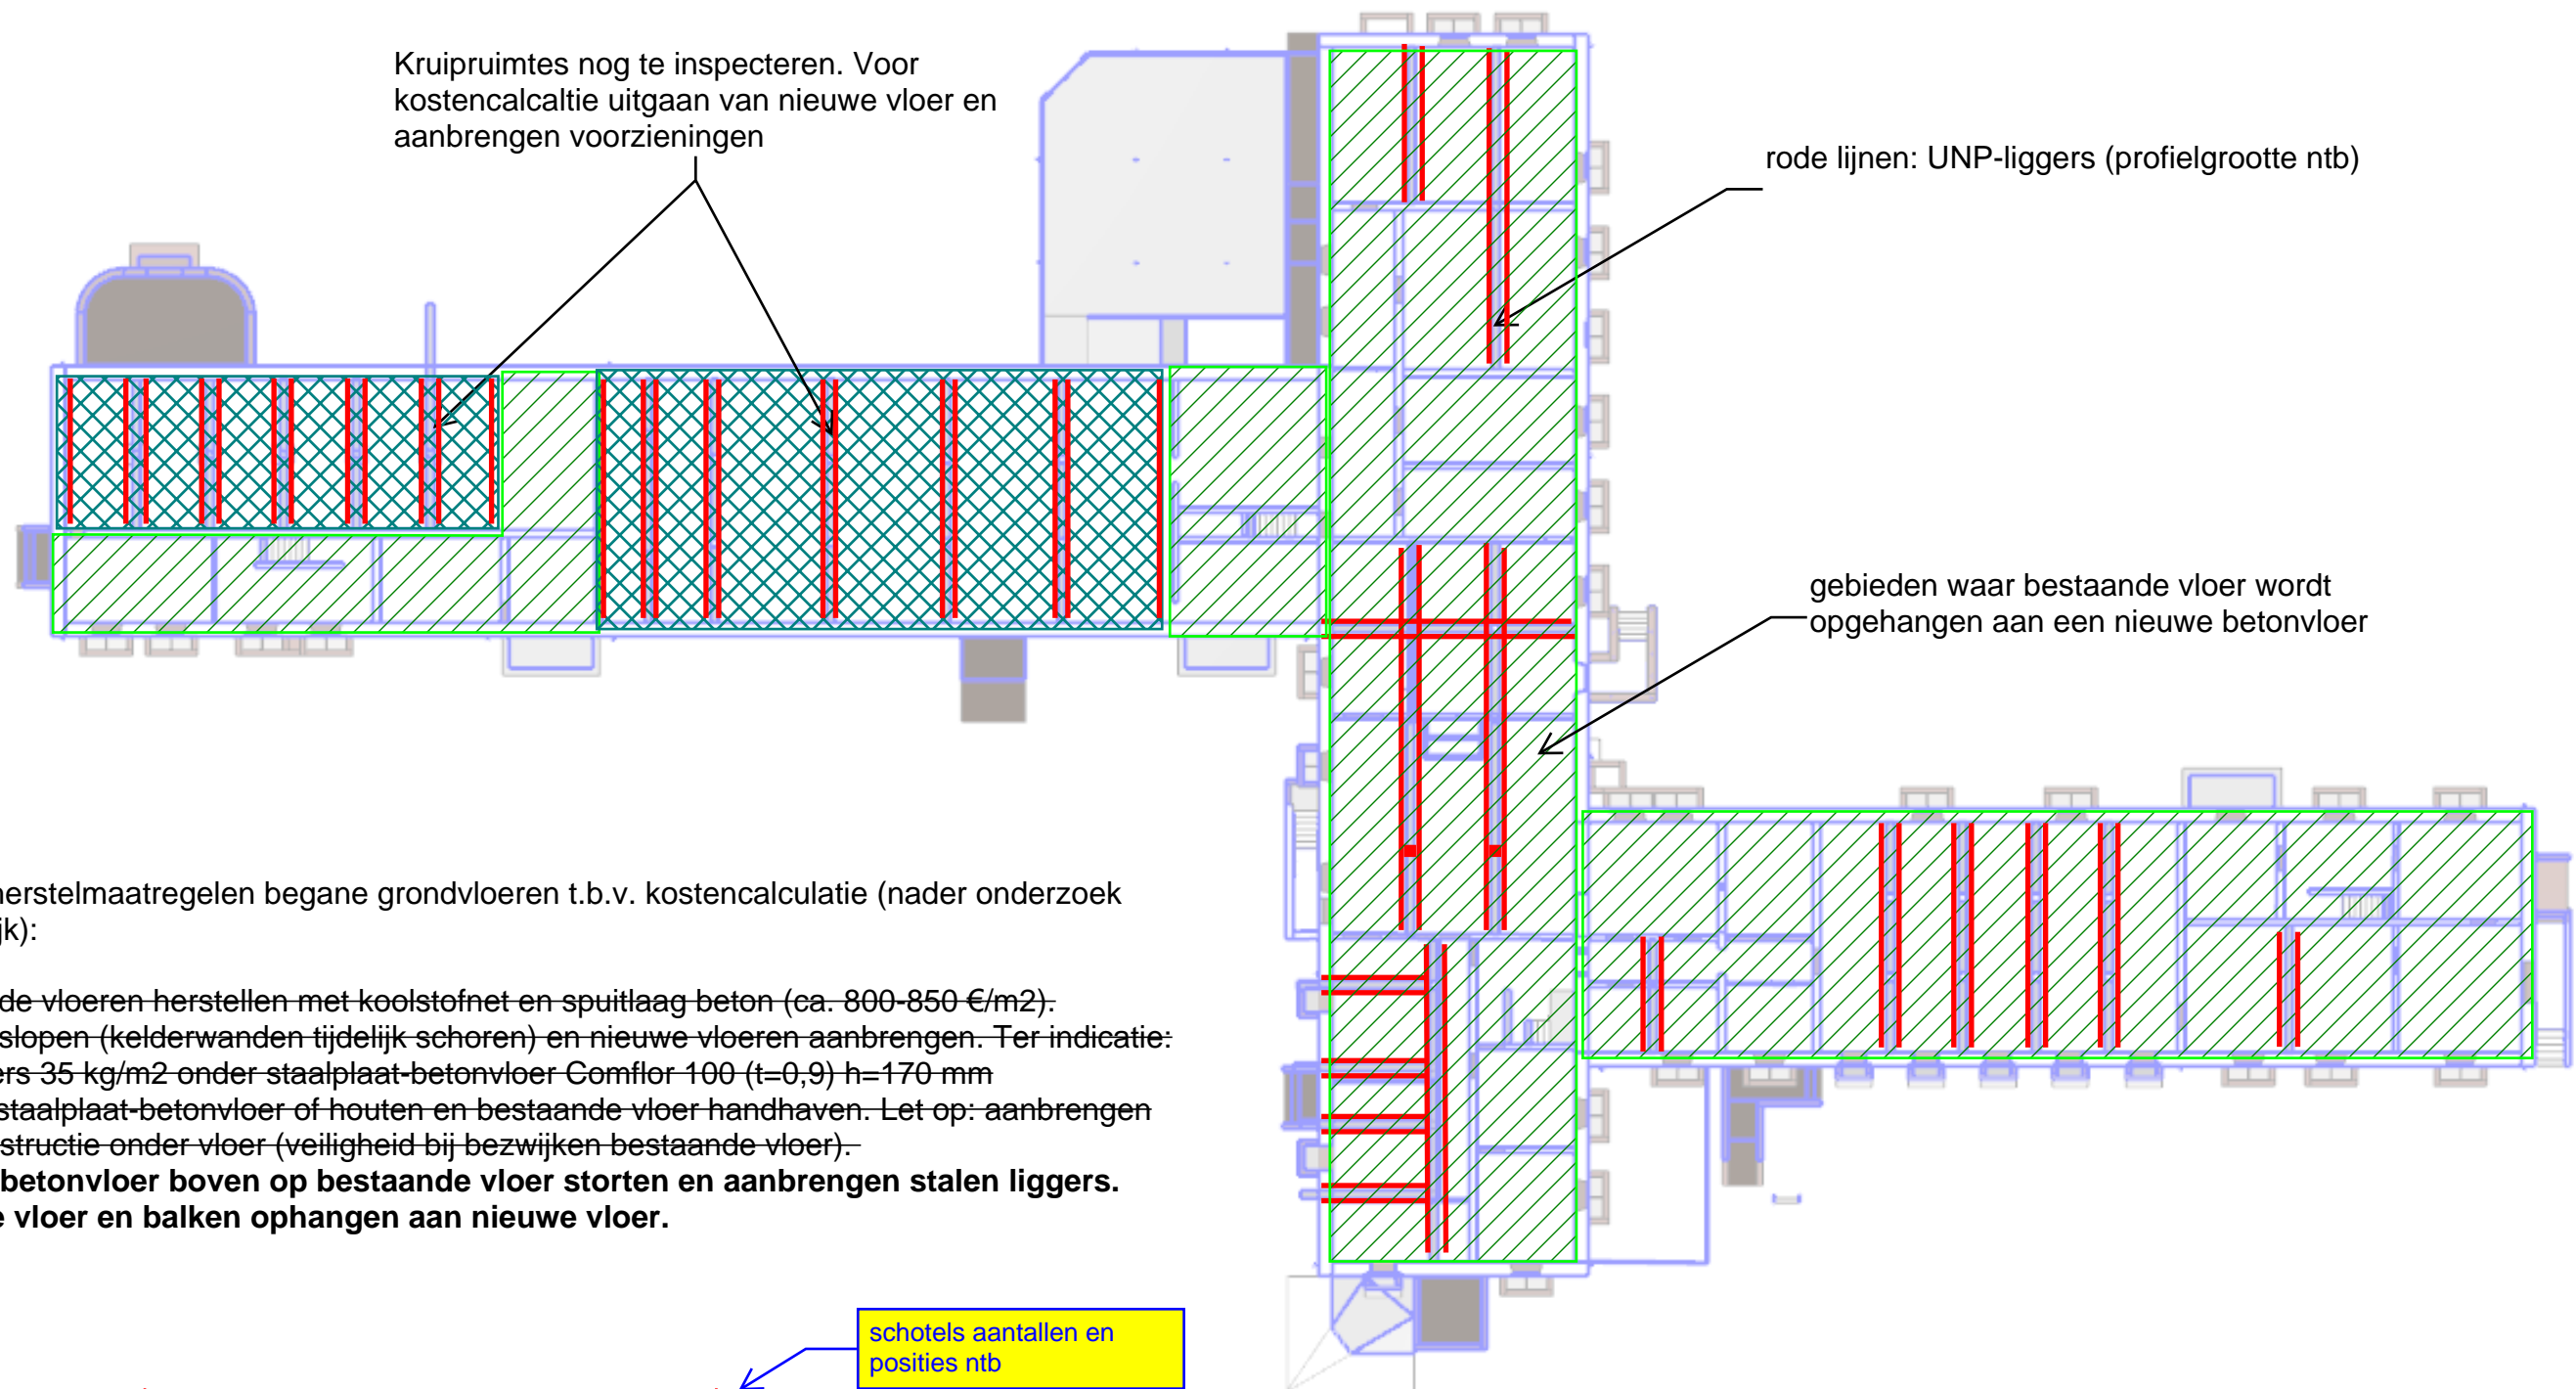 Kruipruimtes nog te inspecteren. Voor
kostencalcaltie uitgaan van nieuwe vloer en
aanbrengen voorzieningen
rode lijnen: UNP-liggers (profielgrootte ntb)
gebieden waar bestaande vloer wordt
opgehangen aan een nieuwe betonvloer
herstelmaatregelen begane grondvloeren t.b.v. kostencalculatie (nader onderzoek
jk):
de vloeren herstellen met koolstofnet en spuitlaag beton (ca. 800-850 €/m2).
slopen (kelderwanden tijdelijk schoren) en nieuwe vloeren aanbrengen. Ter indicatie:
ers 35 kg/m2 onder staalplaat-betonvloer Comflor 100 (t=0,9) h=170 mm
staalplaat-betonvloer of houten en bestaande vloer handhaven. Let op: aanbrengen
structie onder vloer (veiligheid bij bezwijken bestaande vloer).
betonvloer boven op bestaande vloer storten en aanbrengen stalen liggers.
e vloer en balken ophangen aan nieuwe vloer.
schotels aantallen en
posities ntb